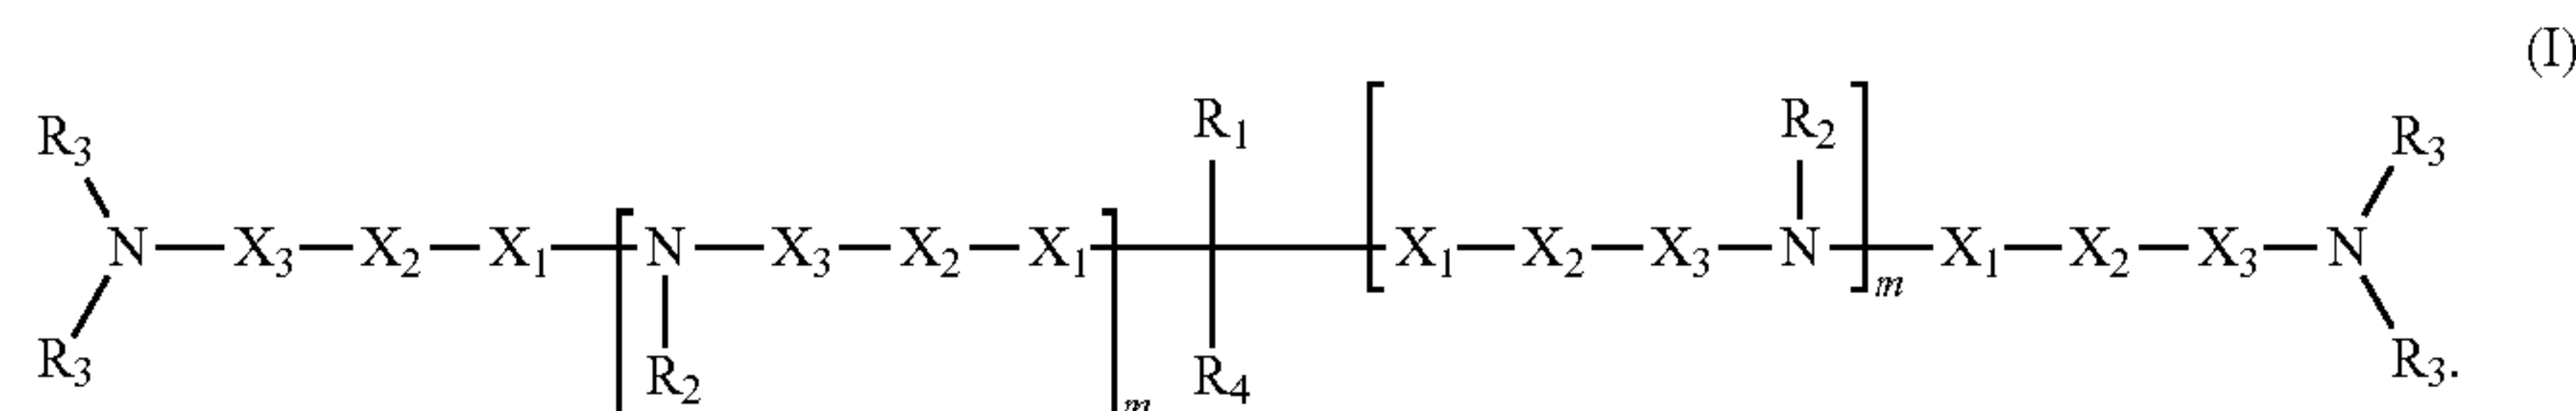 (I)
R₃ R₁ R₂ R₃
N—X₃—X₂—X₁—[N—X₃—X₂—X₁]m—[X₁—X₂—X₃—N]m—X₁—X₂—X₃—N
R₃ R₂ R₄ R₃.